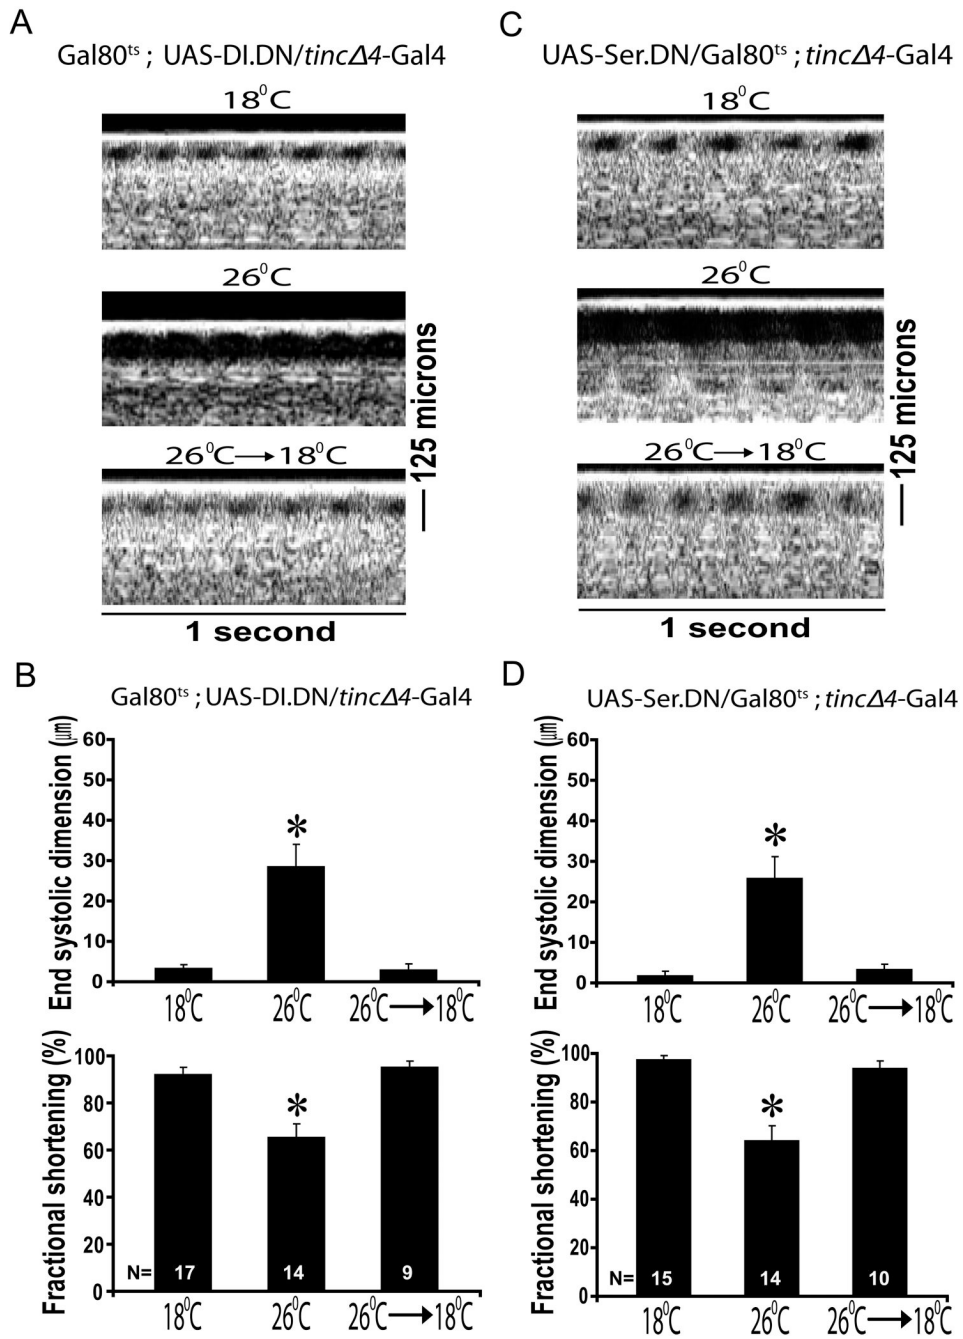 A
Gal80ts ; UAS-Dl.DN/tincΔ4-Gal4
18⁰C
26⁰C
26⁰C→18⁰C
125 microns
1 second
C
UAS-Ser.DN/Gal80ts ; tincΔ4-Gal4
18⁰C
26⁰C
26⁰C→18⁰C
125 microns
1 second
B
Gal80ts ; UAS-Dl.DN/tincΔ4-Gal4
End systolic dimension (μm)
60
50
40
30
20
10
0
*
18⁰C 26⁰C 26⁰C→18⁰C
Fractional shortening (%)
100
80
60
40
20
0
*
N= 17 14 9
18⁰C 26⁰C 26⁰C→18⁰C
D
UAS-Ser.DN/Gal80ts ; tincΔ4-Gal4
End systolic dimension (μm)
60
50
40
30
20
10
0
*
18⁰C 26⁰C 26⁰C→18⁰C
Fractional shortening (%)
100
80
60
40
20
0
*
N= 15 14 10
18⁰C 26⁰C 26⁰C→18⁰C